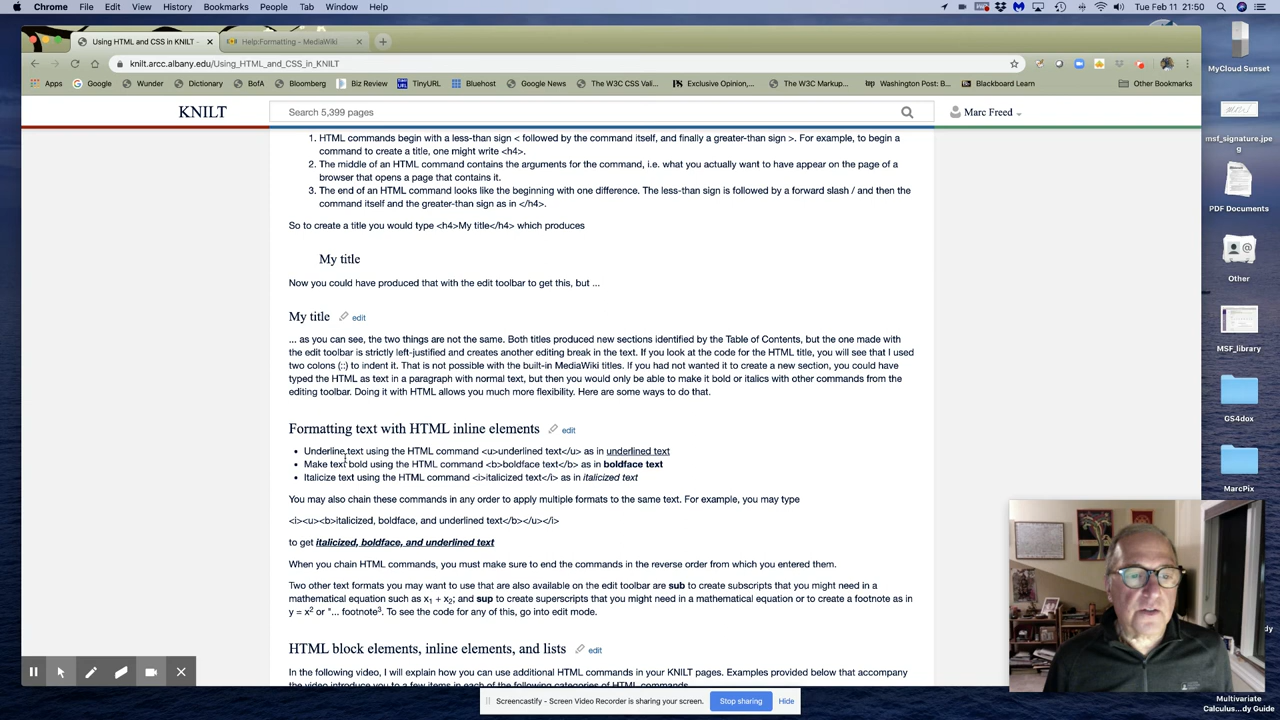 Chrome File Edit View History Bookmarks People Tab Window Help Tue Feb 11 21:50
Using HTML and CSS in KNILT - Help:Formatting - MediaWiki
knilt.arcc.albany.edu/Using_HTML_and_CSS_in_KNILT
Apps Google Wunder Dictionary BofA Bloomberg Biz Review TinyURL Bluehost Google News The W3C CSS Vali... Exclusive Opinion,... The W3C Markup... Washington Post: B... Blackboard Learn Other Bookmarks
KNILT Search 5,399 pages Marc Freed
1. HTML commands begin with a less-than sign < followed by the command itself, and finally a greater-than sign >. For example, to begin a
command to create a title, one might write <h4>.
2. The middle of an HTML command contains the arguments for the command, i.e. what you actually want to have appear on the page of a
browser that opens a page that contains it.
3. The end of an HTML command looks like the beginning with one difference. The less-than sign is followed by a forward slash / and then the
command itself and the greater-than sign as in </h4>.
So to create a title you would type <h4>My title</h4> which produces
My title
Now you could have produced that with the edit toolbar to get this, but ...
My title edit
... as you can see, the two things are not the same. Both titles produced new sections identified by the Table of Contents, but the one made with
the edit toolbar is strictly left-justified and creates another editing break in the text. If you look at the code for the HTML title, you will see that I used
two colons (::) to indent it. That is not possible with the built-in MediaWiki titles. If you had not wanted it to create a new section, you could have
typed the HTML as text in a paragraph with normal text, but then you would only be able to make it bold or italics with other commands from the
editing toolbar. Doing it with HTML allows you much more flexibility. Here are some ways to do that.
Formatting text with HTML inline elements edit
• Underline text using the HTML command <u>underlined text</u> as in underlined text
• Make text bold using the HTML command <b>boldface text</b> as in boldface text
• Italicize text using the HTML command <i>italicized text</i> as in italicized text
You may also chain these commands in any order to apply multiple formats to the same text. For example, you may type
<i><u><b>italicized, boldface, and underlined text</b></u></i>
to get italicized, boldface, and underlined text
When you chain HTML commands, you must make sure to end the commands in the reverse order from which you entered them.
Two other text formats you may want to use that are also available on the edit toolbar are sub to create subscripts that you might need in a
mathematical equation such as x₁ + x₂; and sup to create superscripts that you might need in a mathematical equation or to create a footnote as in
y = x² or "... footnote³. To see the code for any of this, go into edit mode.
HTML block elements, inline elements, and lists edit
In the following video, I will explain how you can use additional HTML commands in your KNILT pages. Examples provided below that accompany
the video introduce you to a few items in each of the following categories of HTML commands.
Screencastify - Screen Video Recorder is sharing your screen. Stop sharing Hide
MyCloud Sunset
msf_signature.jpe
g
PDF Documents
Other
MSF_library
GS4dox
MarcPix
dy
Multivariate
Calculus...dy Guide